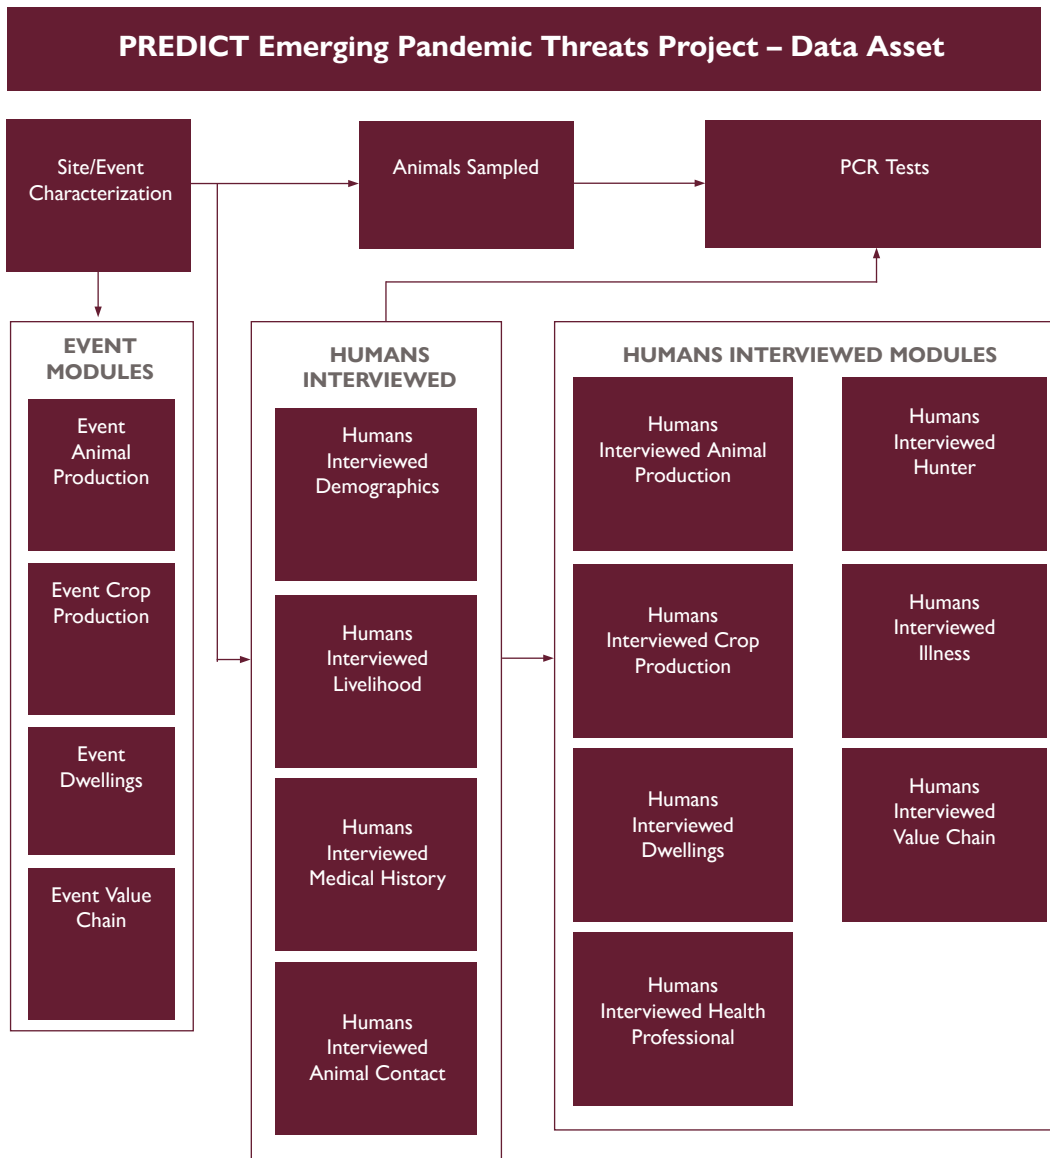 PREDICT Emerging Pandemic Threats Project – Data Asset
Site/Event
Characterization
Animals Sampled
PCR Tests
EVENT
MODULES
Event
Animal
Production
Event Crop
Production
Event
Dwellings
Event Value
Chain
HUMANS
INTERVIEWED
Humans
Interviewed
Demographics
Humans
Interviewed
Livelihood
Humans
Interviewed
Medical History
Humans
Interviewed
Animal Contact
HUMANS INTERVIEWED MODULES
Humans
Interviewed Animal
Production
Humans
Interviewed
Hunter
Humans
Interviewed Crop
Production
Humans
Interviewed
Illness
Humans
Interviewed
Dwellings
Humans
Interviewed
Value Chain
Humans
Interviewed Health
Professional